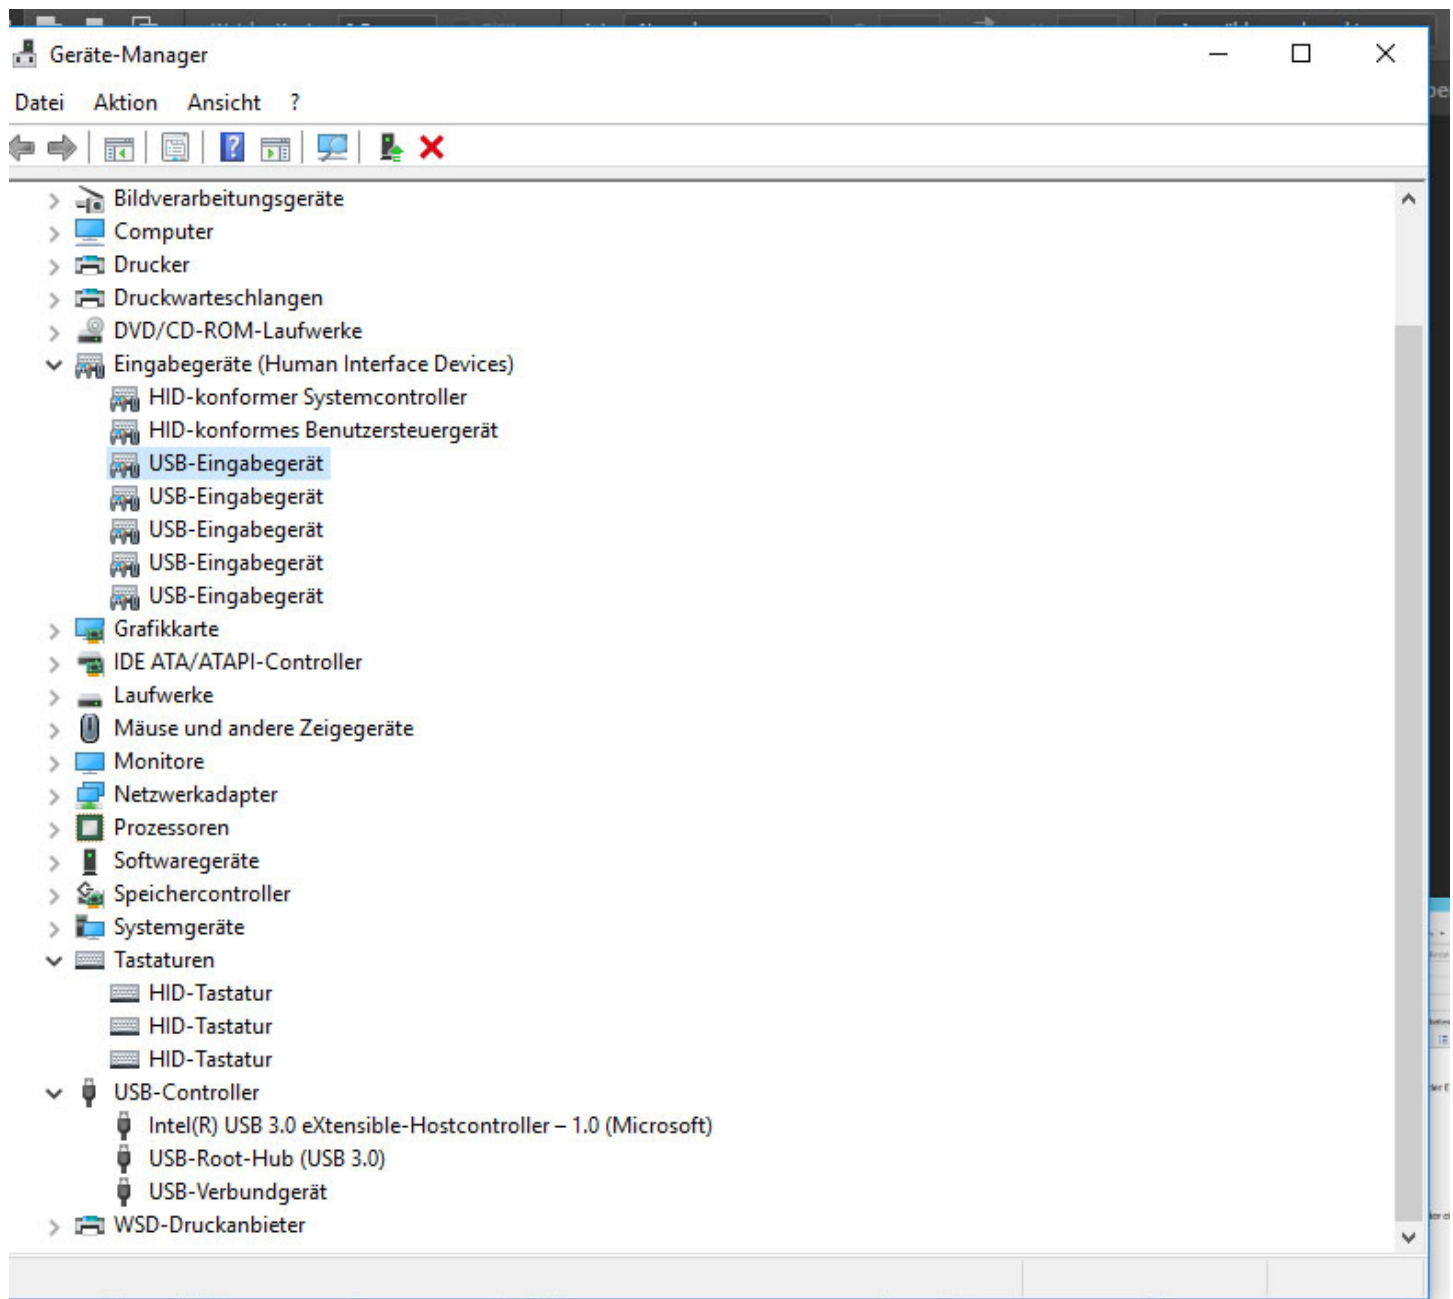 Geräte-Manager
Datei Aktion Ansicht ?
Bildverarbeitungsgeräte
Computer
Drucker
Druckwarteschlangen
DVD/CD-ROM-Laufwerke
Eingabegeräte (Human Interface Devices)
HID-konformer Systemcontroller
HID-konformes Benutzersteuergerät
USB-Eingabegerät
USB-Eingabegerät
USB-Eingabegerät
USB-Eingabegerät
USB-Eingabegerät
Grafikkarte
IDE ATA/ATAPI-Controller
Laufwerke
Mäuse und andere Zeigegeräte
Monitore
Netzwerkadapter
Prozessoren
Softwaregeräte
Speichercontroller
Systemgeräte
Tastaturen
HID-Tastatur
HID-Tastatur
HID-Tastatur
USB-Controller
Intel(R) USB 3.0 eXtensible-Hostcontroller – 1.0 (Microsoft)
USB-Root-Hub (USB 3.0)
USB-Verbundgerät
WSD-Druckanbieter